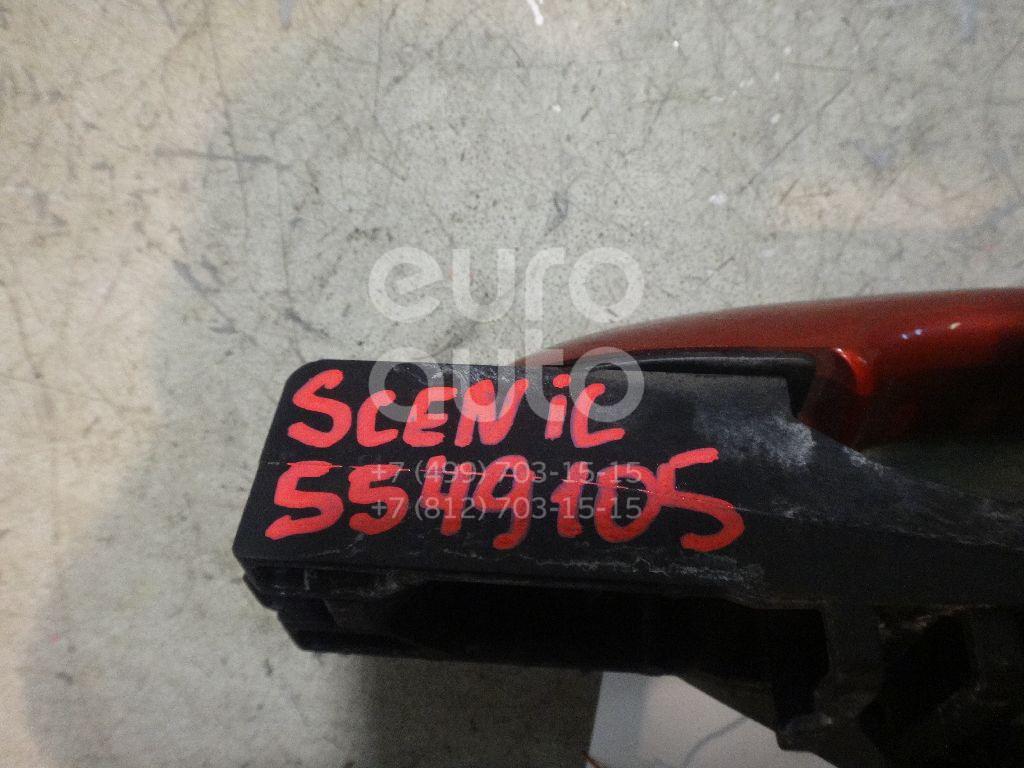 euro
auto
SCENiC
5549105
+7 (499) 703-15-15
+7 (812) 703-15-15